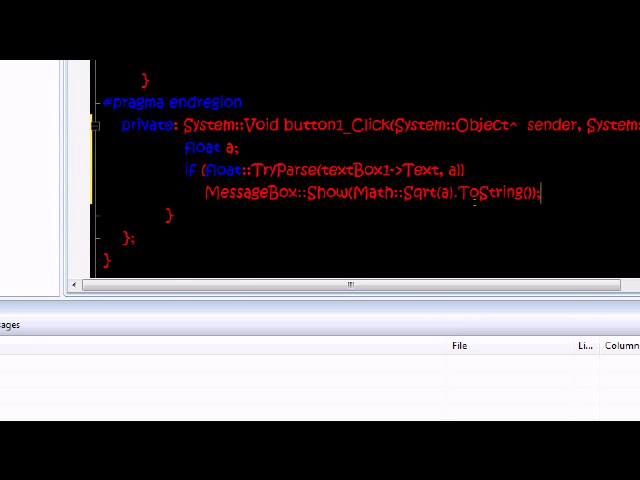 }
#pragma endregion
private: System::Void button1_Click(System::Object^ sender, System::
float a;
if (float::TryParse(textBox1->Text, a))
MessageBox::Show(Math::Sqrt(a).ToString());
}
};
}
ages
File Li... Column